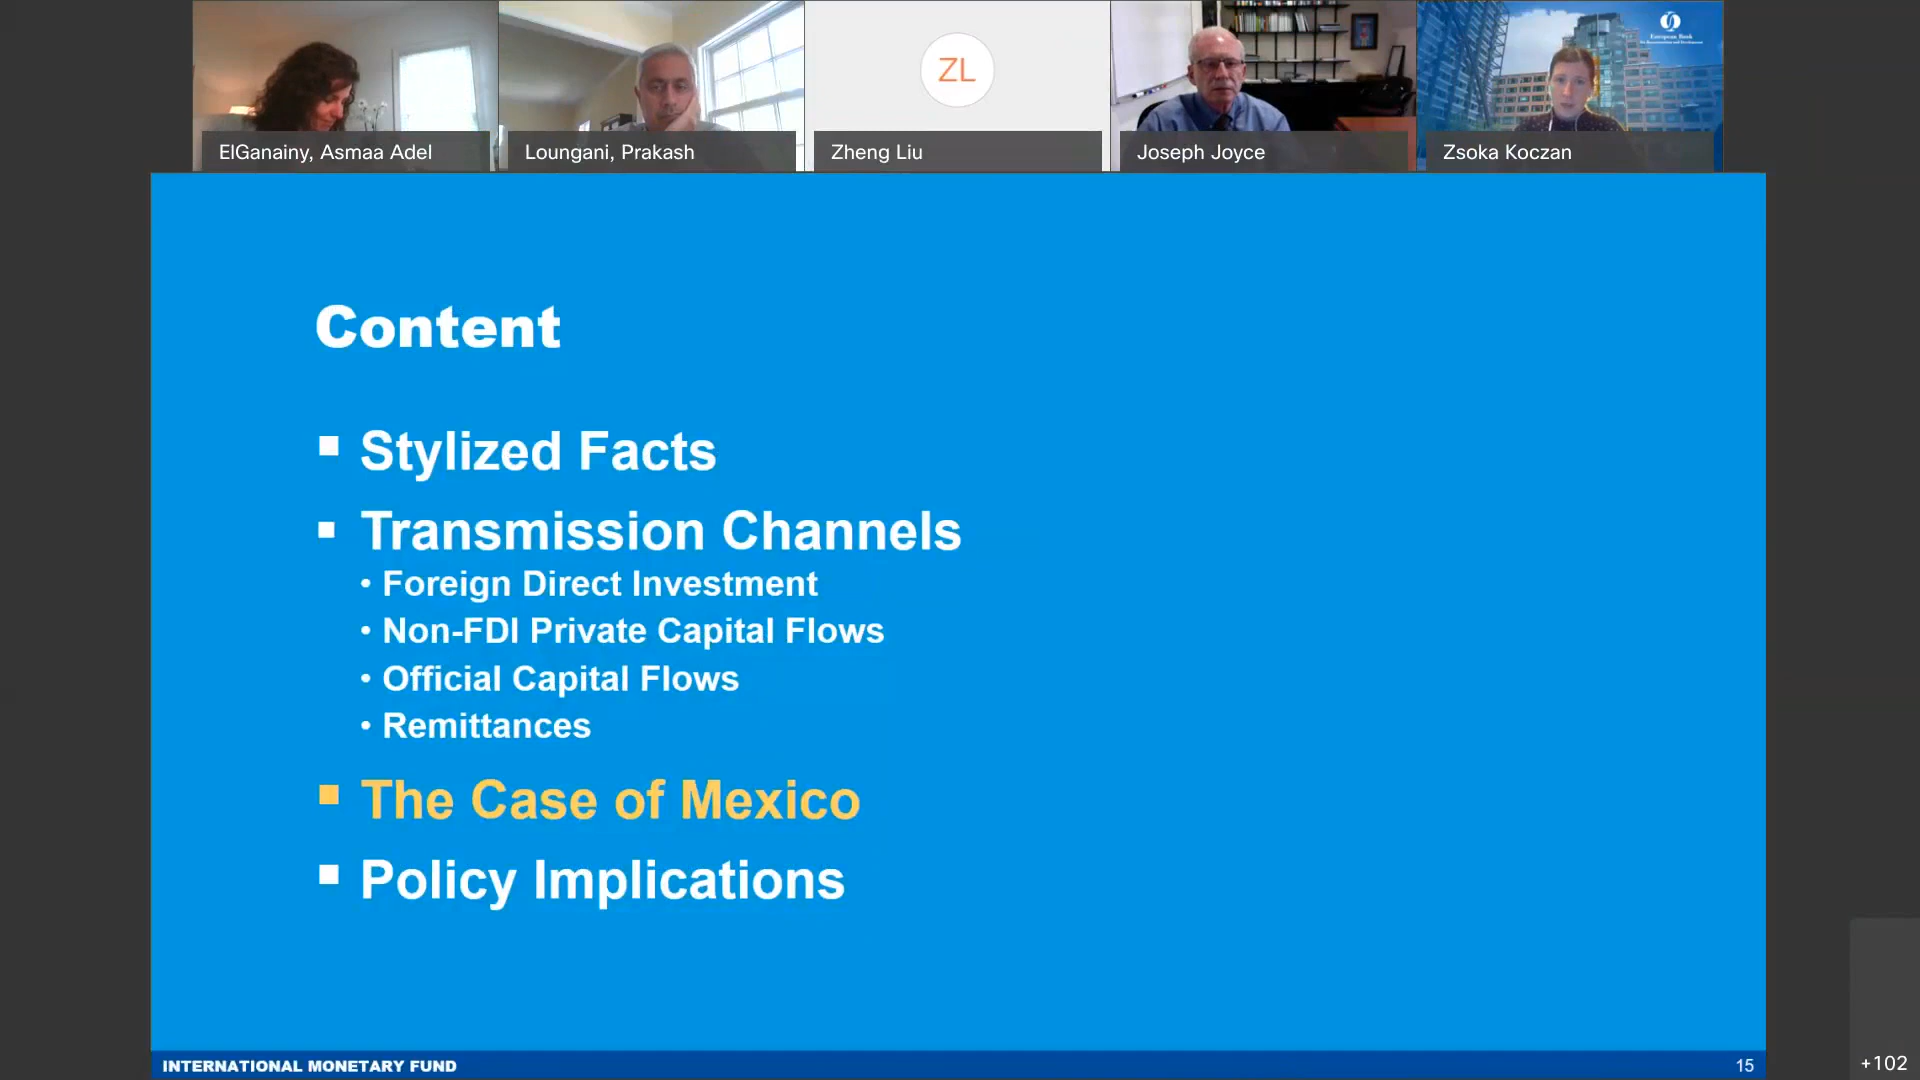 European Bank
ElGanainy, Asmaa Adel
Loungani, Prakash
ZL
Zheng Liu
Joseph Joyce
Zsoka Koczan
Content
Stylized Facts
Transmission Channels
• Foreign Direct Investment
• Non-FDI Private Capital Flows
• Official Capital Flows
• Remittances
The Case of Mexico
Policy Implications
INTERNATIONAL MONETARY FUND
15
+102